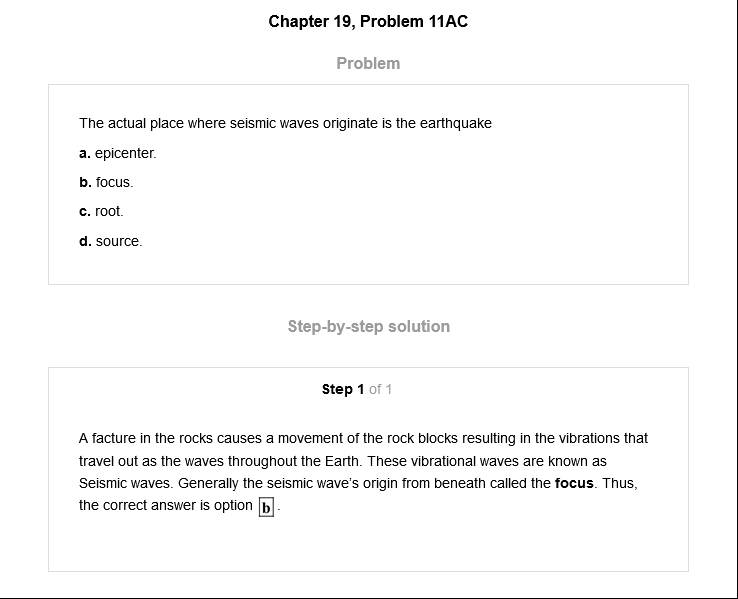 Chapter 19, Problem 11AC
Problem
The actual place where seismic waves originate is the earthquake
a. epicenter.
b. focus.
c. root.
d. source.
Step-by-step solution
Step 1 of 1
A facture in the rocks causes a movement of the rock blocks resulting in the vibrations that
travel out as the waves throughout the Earth. These vibrational waves are known as
Seismic waves. Generally the seismic wave's origin from beneath called the focus. Thus,
the correct answer is option b .